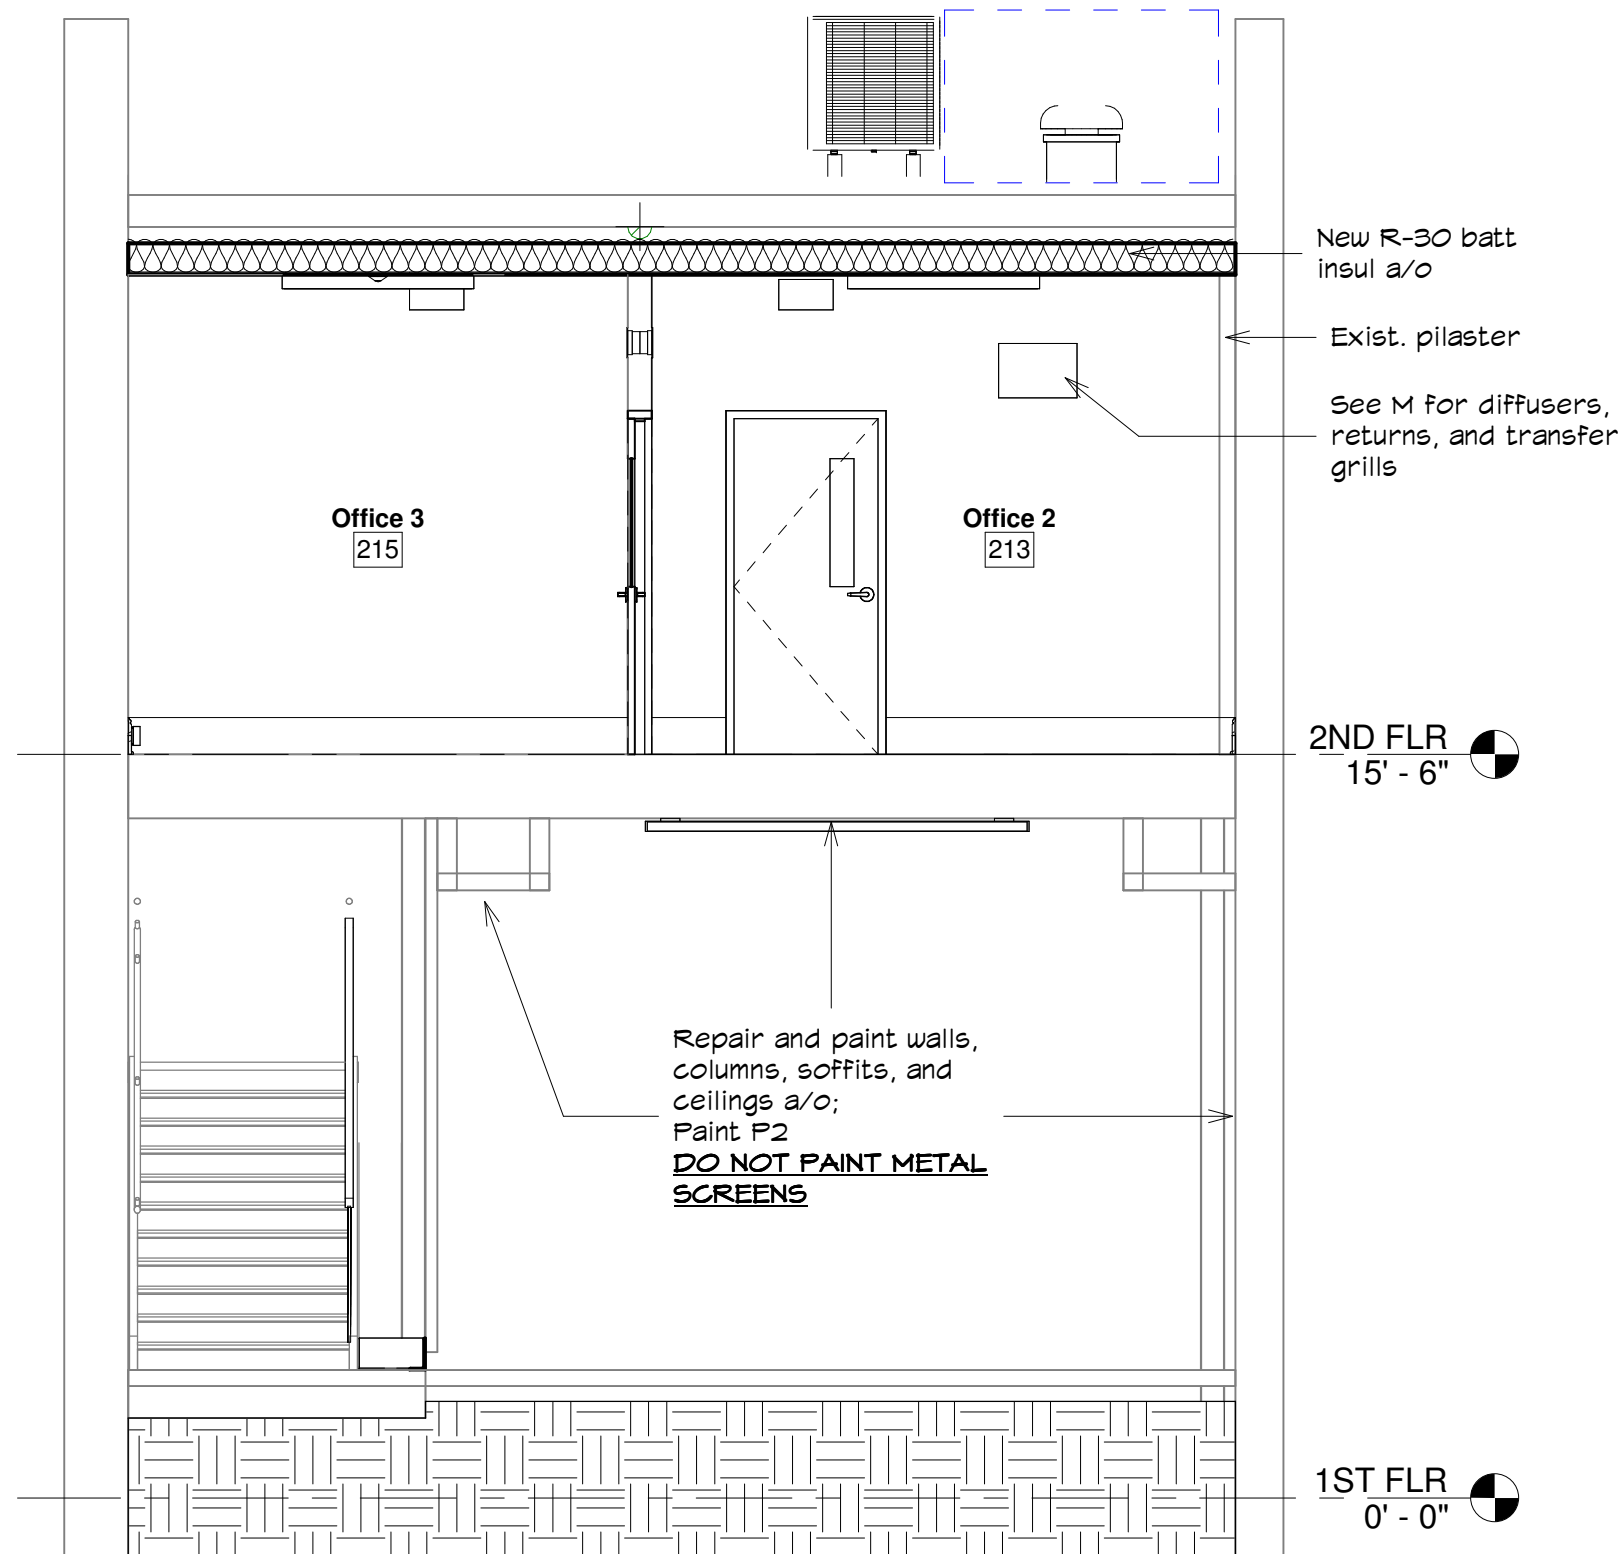 New R-30 batt
insul a/o
Exist. pilaster
See M for diffusers,
returns, and transfer
grills
Office 3
215
Office 2
213
2ND FLR
15' - 6"
Repair and paint walls,
columns, soffits, and
ceilings a/o;
Paint P2
DO NOT PAINT METAL
SCREENS
1ST FLR
0' - 0"